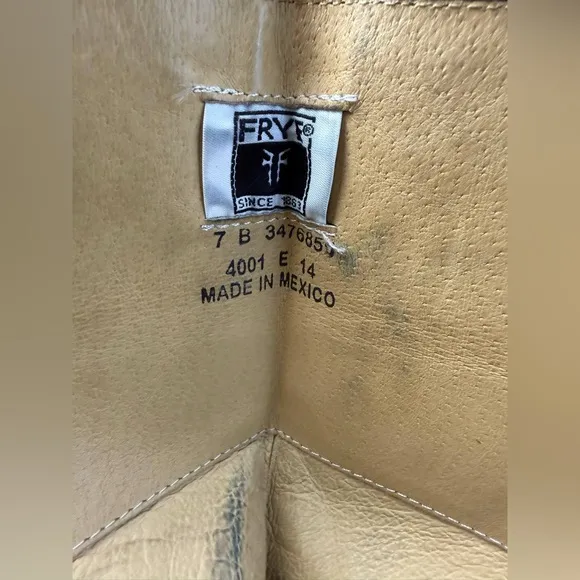 FRYE®
SINCE 1863
7 B 347685
4001 E 14
MADE IN MEXICO